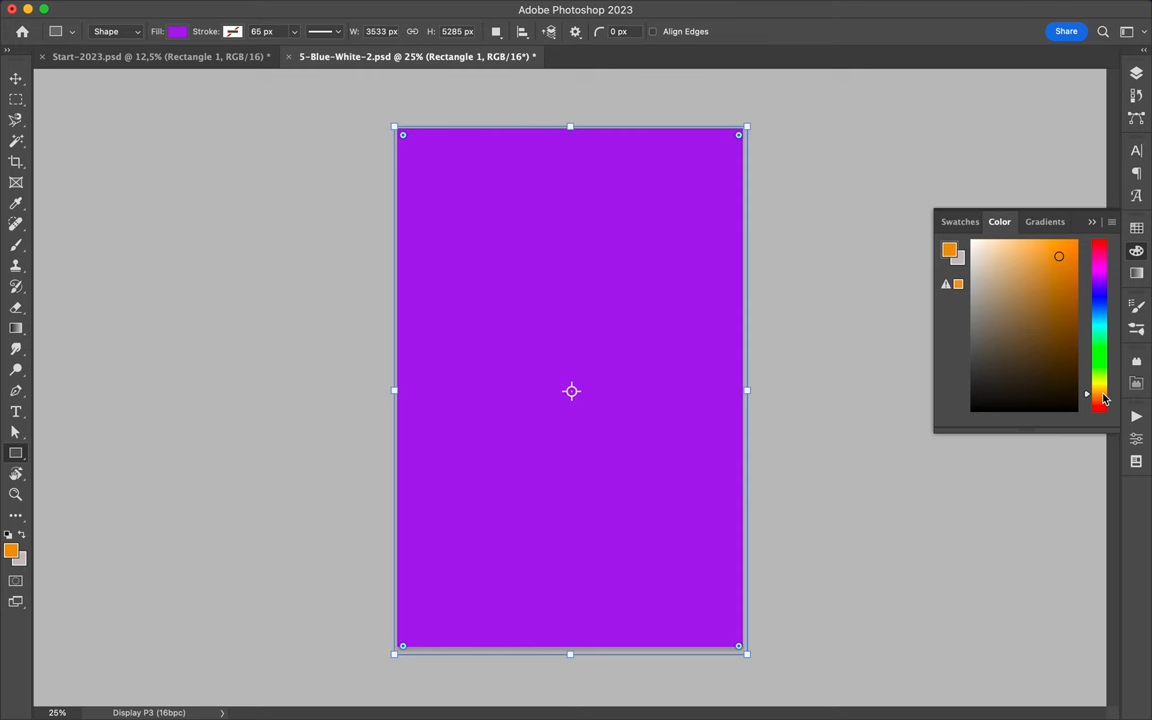 Adobe Photoshop 2023
Shape Fill: Stroke: 65 px W: 3533 px H: 5285 px 0 px Align Edges Share
Start-2023.psd @ 12,5% (Rectangle 1, RGB/16) * 5-Blue-White-2.psd @ 25% (Rectangle 1, RGB/16*) *
Swatches Color Gradients
25% Display P3 (16bpc)